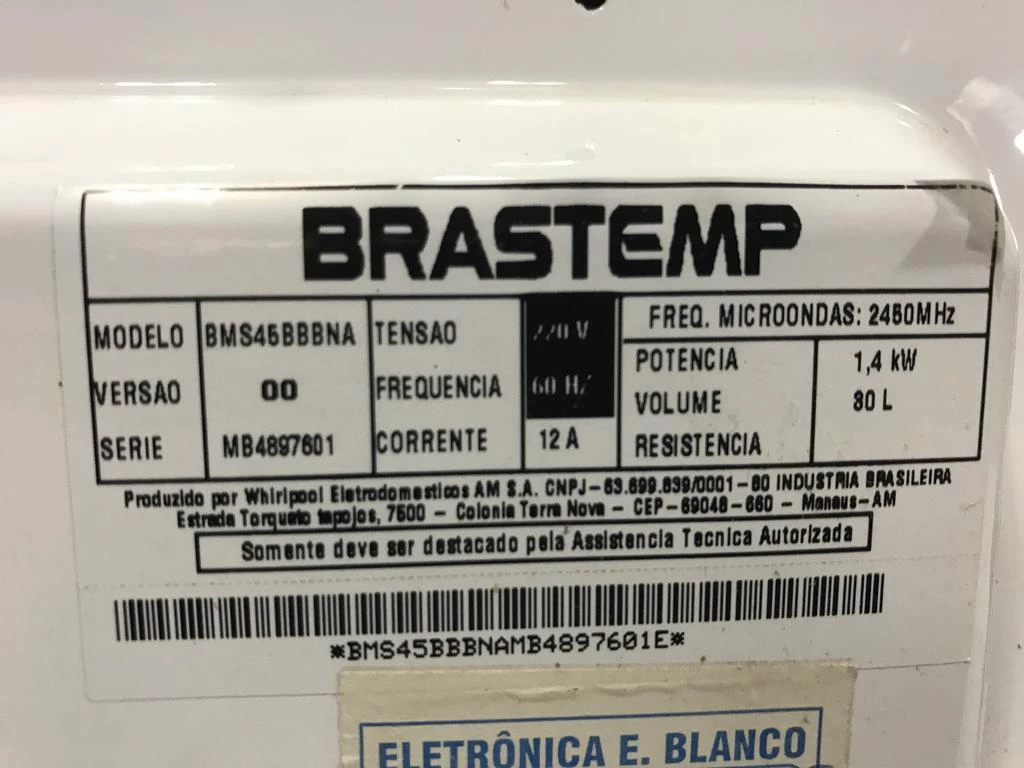 BRASTEMP
MODELO BMS45BBBNA TENSAO 220 V FREQ. MICROONDAS: 2450MHz
VERSAO 00 FREQUENCIA 60 Hz POTENCIA 1,4 kW
VOLUME 30 L
SERIE MB4897601 CORRENTE 12 A RESISTENCIA
Produzido por Whirlpool Eletrodomesticos AM S.A. CNPJ-63.699.839/0001-80 INDUSTRIA BRASILEIRA
Estrada Torquato tapojos, 7500 - Colonia Terra Nova - CEP-69048-660 - Manaus-AM
Somente deve ser destacado pela Assistencia Tecnica Autorizada
*BMS45BBBNAMB4897601E*
ELETRÔNICA E. BLANCO